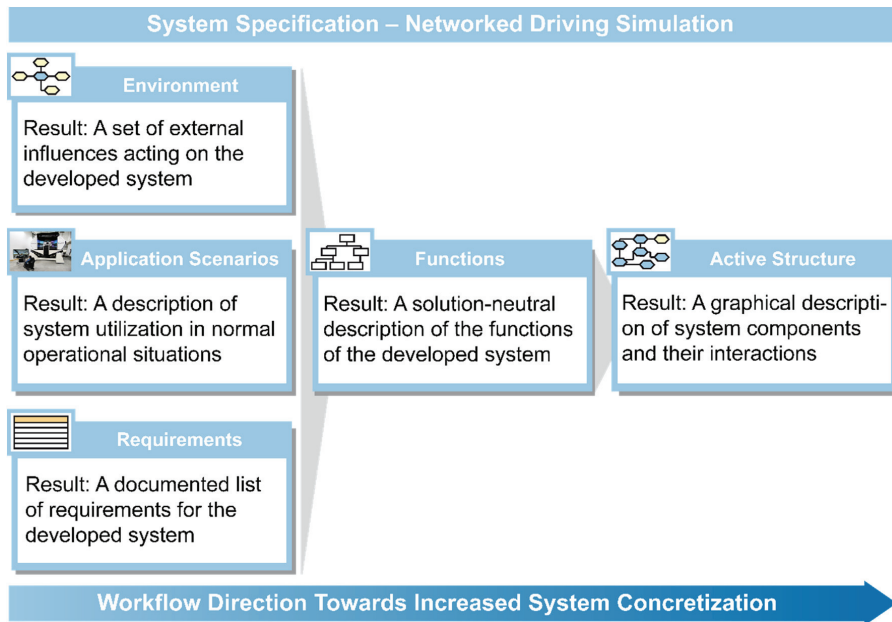 System Specification – Networked Driving Simulation
Environment
Result: A set of external
influences acting on the
developed system
Application Scenarios
Result: A description of
system utilization in normal
operational situations
Requirements
Result: A documented list
of requirements for the
developed system
Functions
Result: A solution-neutral
description of the functions
of the developed system
Active Structure
Result: A graphical descripti-
on of system components
and their interactions
Workflow Direction Towards Increased System Concretization